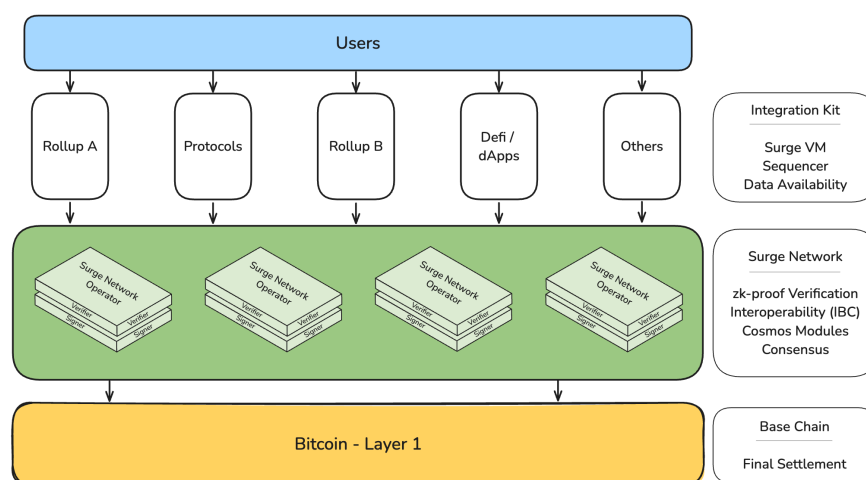 Users
Rollup A
Protocols
Rollup B
Defi /
dApps
Others
Integration Kit
Surge VM
Sequencer
Data Availability
Surge Network
Operator
Verifier
Verifier
Signer
Signer
Surge Network
Operator
Verifier
Verifier
Signer
Signer
Surge Network
Operator
Verifier
Verifier
Signer
Signer
Surge Network
Operator
Verifier
Verifier
Signer
Signer
Surge Network
zk-proof Verification
Interoperability (IBC)
Cosmos Modules
Consensus
Bitcoin - Layer 1
Base Chain
Final Settlement